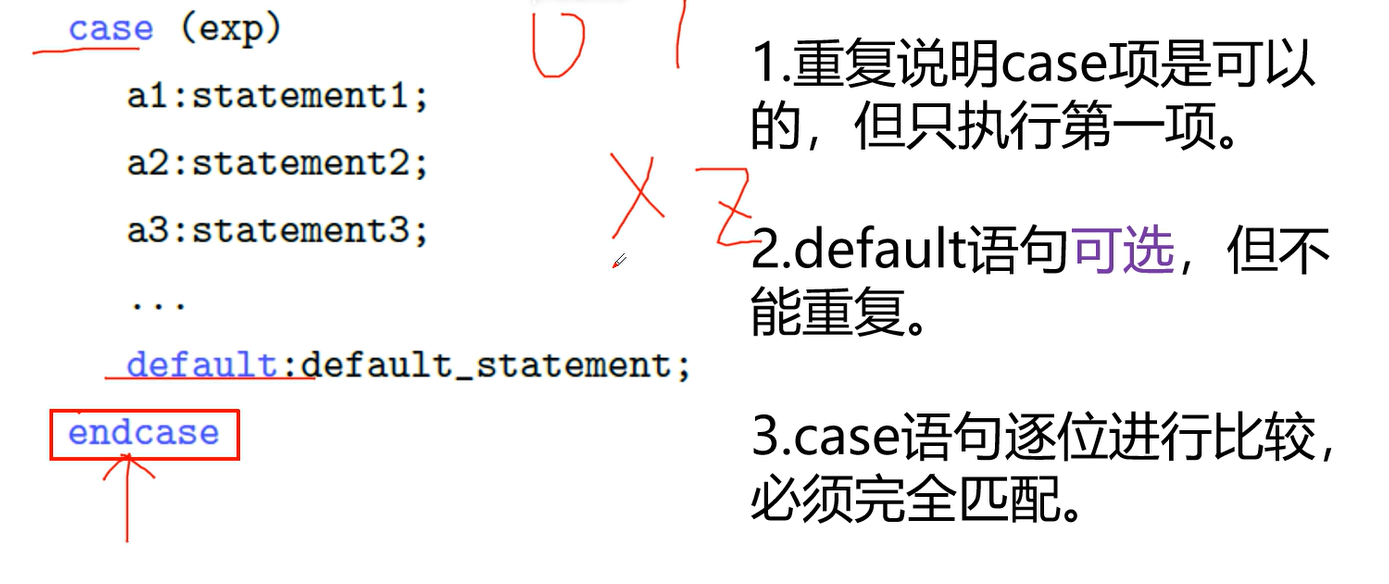 case (exp)
a1:statement1;
a2:statement2;
a3:statement3;
...
default:default_statement;
endcase
0 1
X Z
1.重复说明case项是可以
的，但只执行第一项。
2.default语句可选，但不
能重复。
3.case语句逐位进行比较，
必须完全匹配。